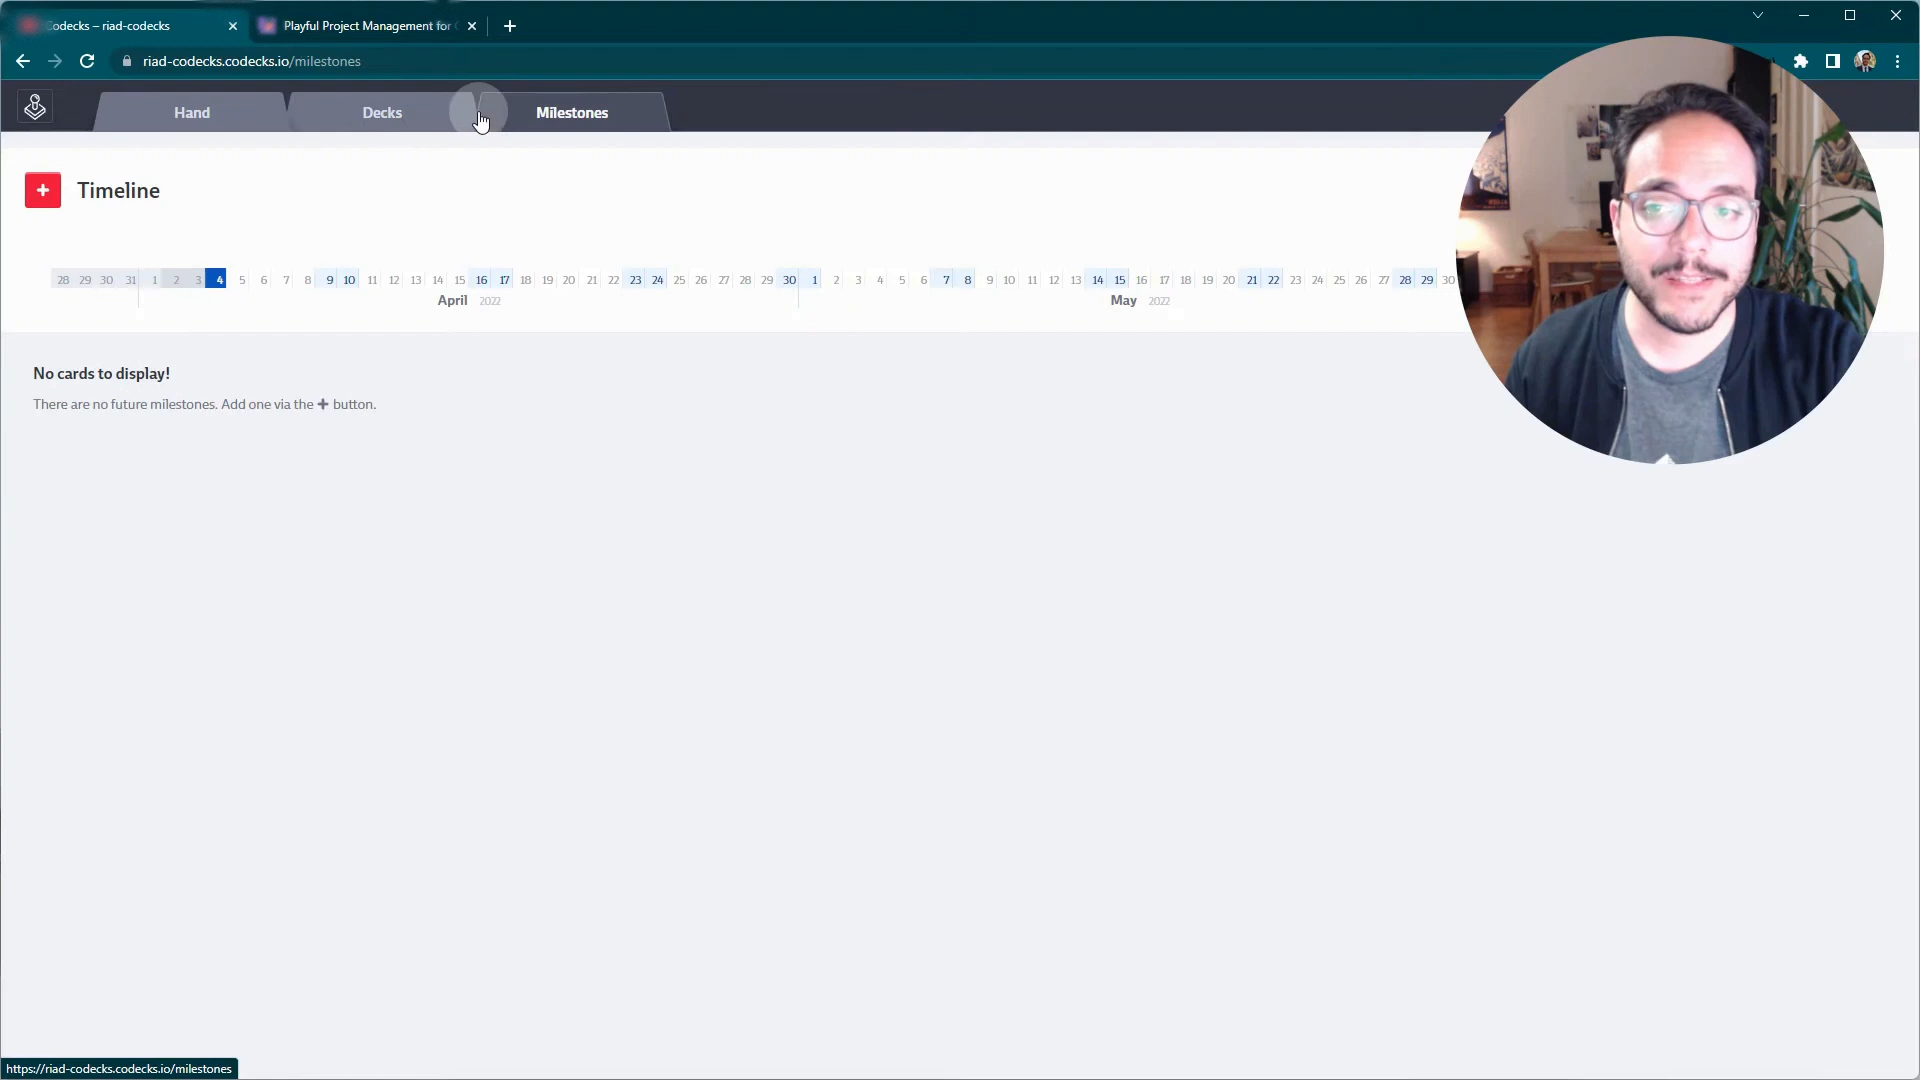 Codecks – riad-codecks
Playful Project Management for
riad-codecks.codecks.io/milestones
Hand
Decks
Milestones
+ Timeline
28 29 30 31 1 2 3 4 5 6 7 8 9 10 11 12 13 14 15 16 17 18 19 20 21 22 23 24 25 26 27 28 29 30 1 2 3 4 5 6 7 8 9 10 11 12 13 14 15 16 17 18 19 20 21 22 23 24 25 26 27 28 29 30
April 2022
May 2022
No cards to display!
There are no future milestones. Add one via the + button.
https://riad-codecks.codecks.io/milestones